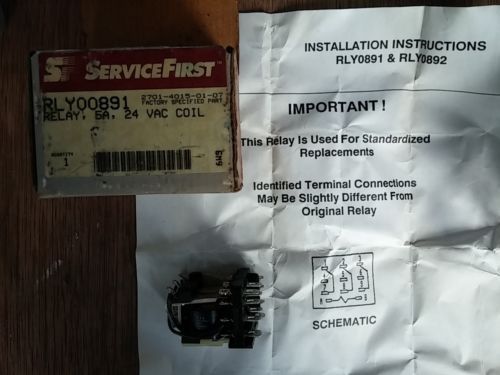 SF SERVICEFIRST
RLY00891
2701-4015-01-07
FACTORY SPECIFIED PART
RELAY, 5A, 24 VAC COIL
QUANTITY
1
INSTALLATION INSTRUCTIONS
RLY0891 & RLY0892
IMPORTANT !
This Relay Is Used For Standardized
Replacements
Identified Terminal Connections
May Be Slightly Different From
Original Relay
SCHEMATIC